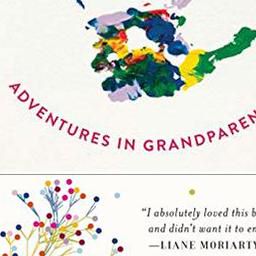 ADVENTURES IN GRANDPAREN
"I absolutely loved this b
and didn't want it to en
—LIANE MORIARTY